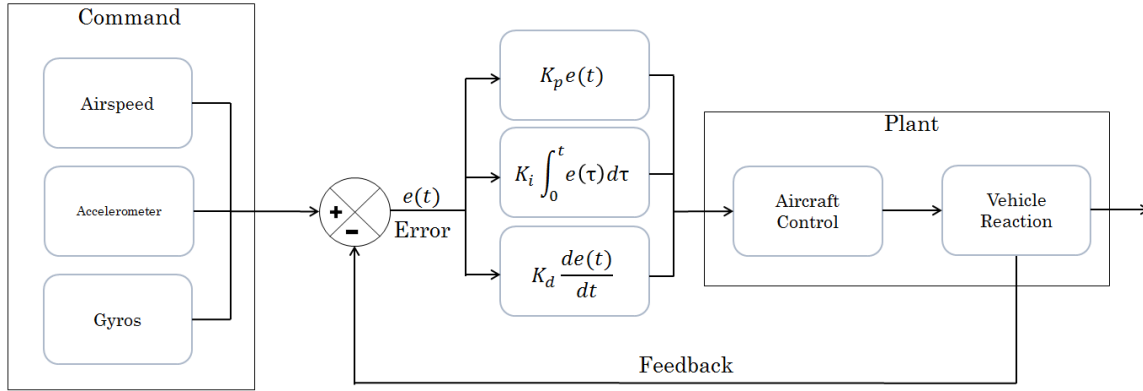 Command
Airspeed
Accelerometer
Gyros
+
−
e(t)
Error
K_p e(t)
K_i ∫_0^t e(τ)dτ
K_d de(t)/dt
Plant
Aircraft
Control
Vehicle
Reaction
Feedback